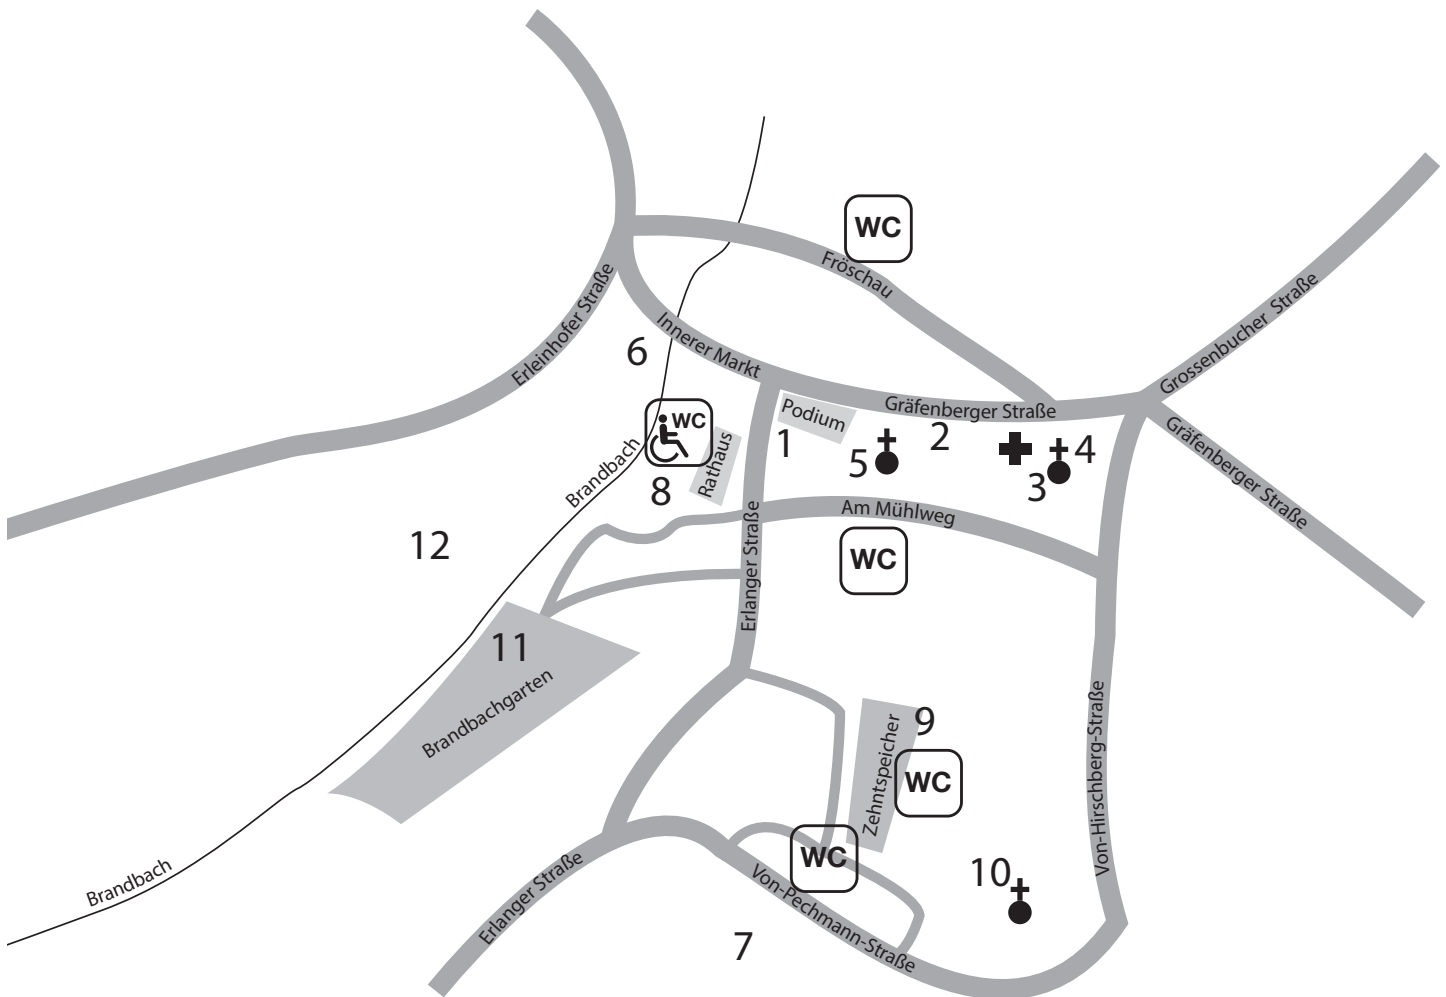 WC
Fröschau
Grossenbucher Straße
Erleinhofer Straße
Innerer Markt
6
Podium
Gräfenberger Straße
Gräfenberger Straße
WC
Rathaus
1
5
2
4
3
Brandbach
8
12
Am Mühlweg
WC
Erlanger Straße
11
Brandbachgarten
9
Zehntspeicher
WC
Von-Hirschberg-Straße
WC
10
Brandbach
Erlanger Straße
Von-Pechmann-Straße
7